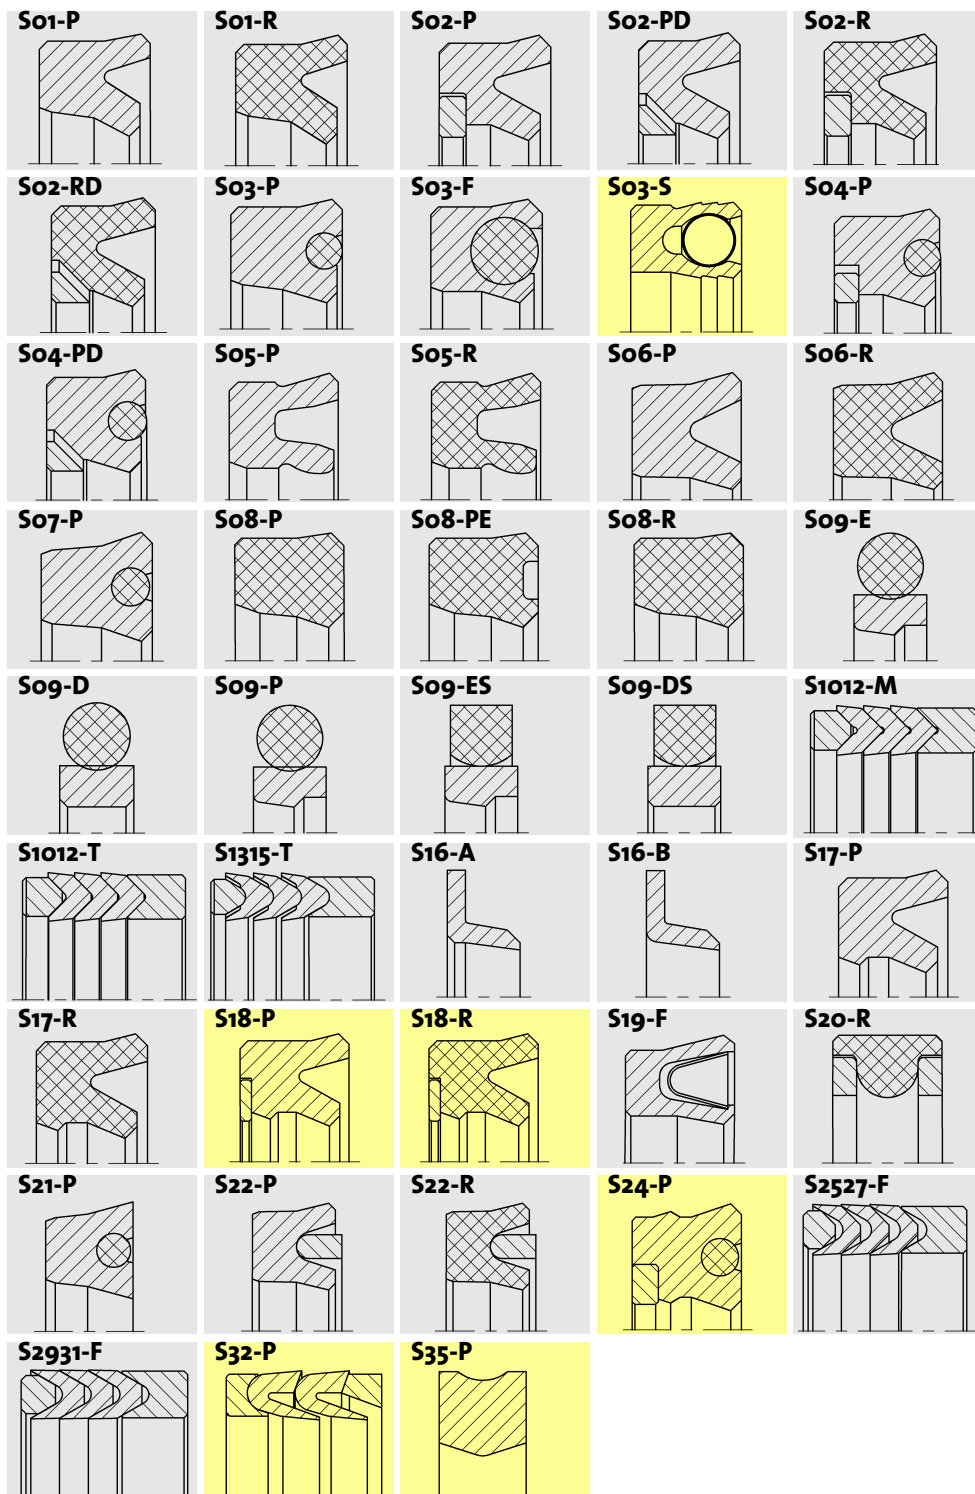 S01-P
S01-R
S02-P
S02-PD
S02-R
S02-RD
S03-P
S03-F
S03-S
S04-P
S04-PD
S05-P
S05-R
S06-P
S06-R
S07-P
S08-P
S08-PE
S08-R
S09-E
S09-D
S09-P
S09-ES
S09-DS
S1012-M
S1012-T
S1315-T
S16-A
S16-B
S17-P
S17-R
S18-P
S18-R
S19-F
S20-R
S21-P
S22-P
S22-R
S24-P
S2527-F
S2931-F
S32-P
S35-P